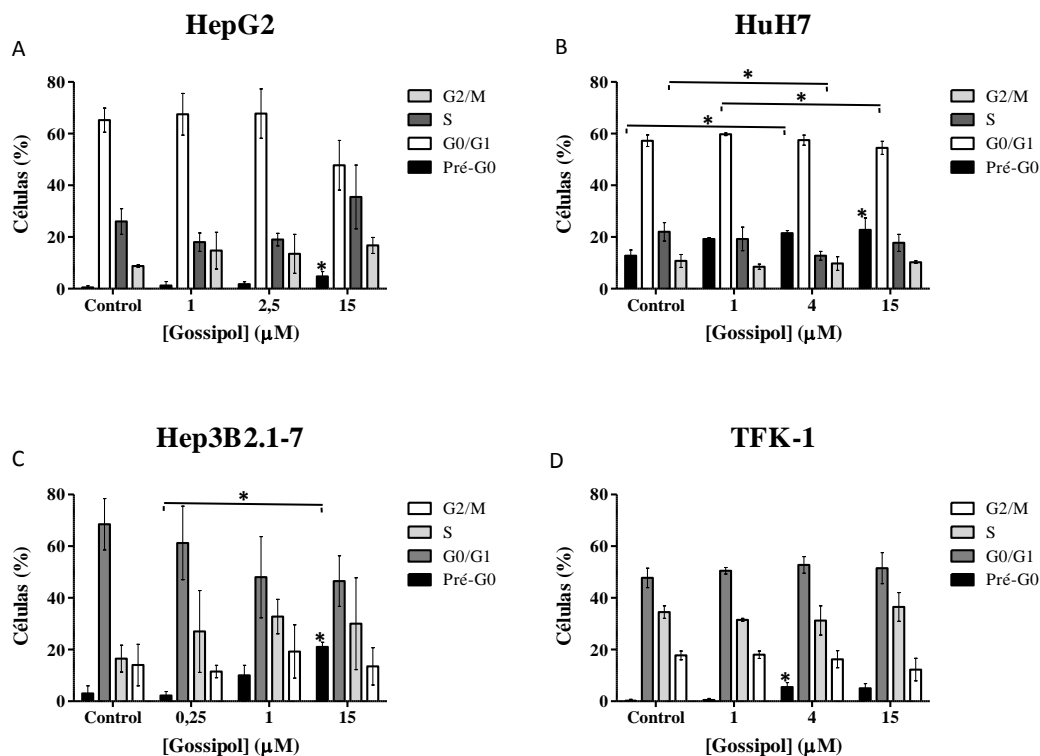 HepG2
A
80
60
40
20
0
Células (%)
*
Control 1 2,5 15
[Gossipol] (μM)
G2/M
S
G0/G1
Pré-G0
HuH7
B
80
60
40
20
0
Células (%)
*
*
*
*
Control 1 4 15
[Gossipol] (μM)
G2/M
S
G0/G1
Pré-G0
Hep3B2.1-7
C
80
60
40
20
0
Células (%)
*
*
Control 0,25 1 15
[Gossipol] (μM)
G2/M
S
G0/G1
Pré-G0
TFK-1
D
80
60
40
20
0
Células (%)
*
Control 1 4 15
[Gossipol] (μM)
G2/M
S
G0/G1
Pré-G0